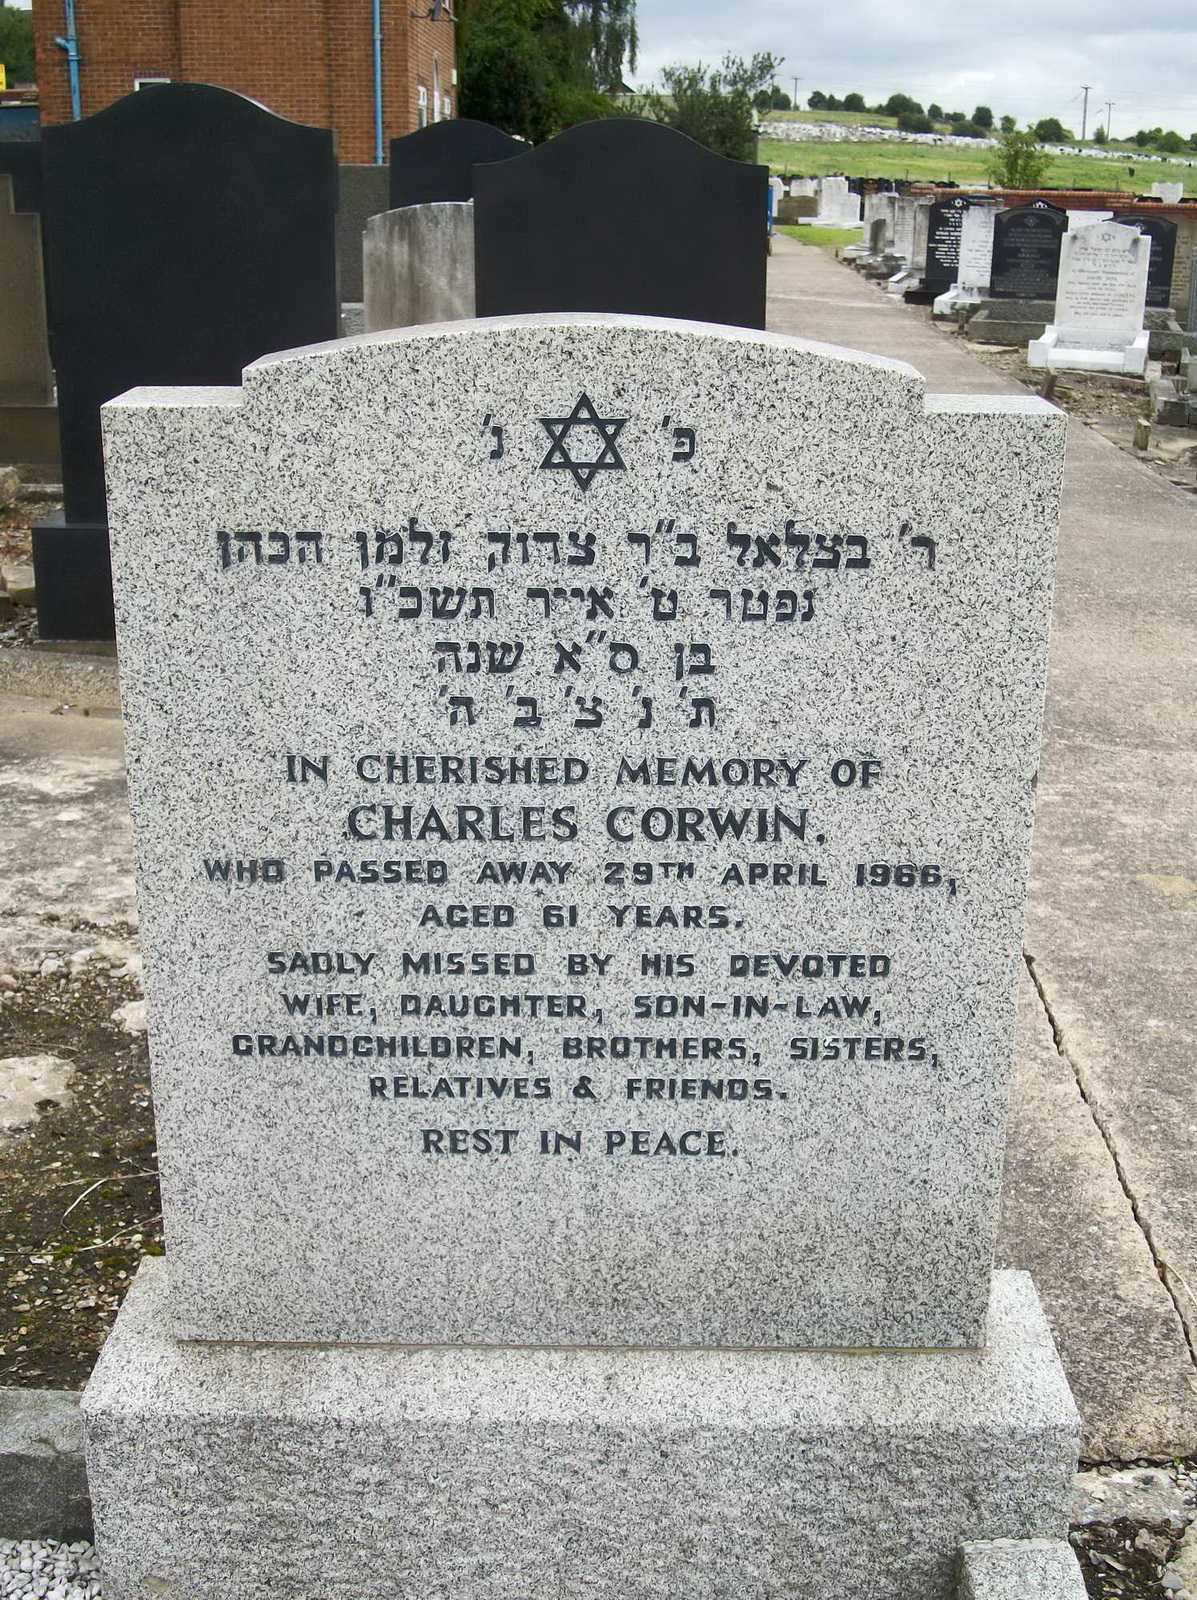 פ' נ'
ר' בצלאל ב"ר צדוק זלמן הכהן
נפטר ט' אייר תשכ"ו
בן ס"א שנה
ת' נ' צ' ב' ה'
IN CHERISHED MEMORY OF
CHARLES CORWIN,
WHO PASSED AWAY 29TH APRIL 1966,
AGED 61 YEARS.
SADLY MISSED BY HIS DEVOTED
WIFE, DAUGHTER, SON-IN-LAW,
GRANDCHILDREN, BROTHERS, SISTERS,
RELATIVES & FRIENDS.
REST IN PEACE.